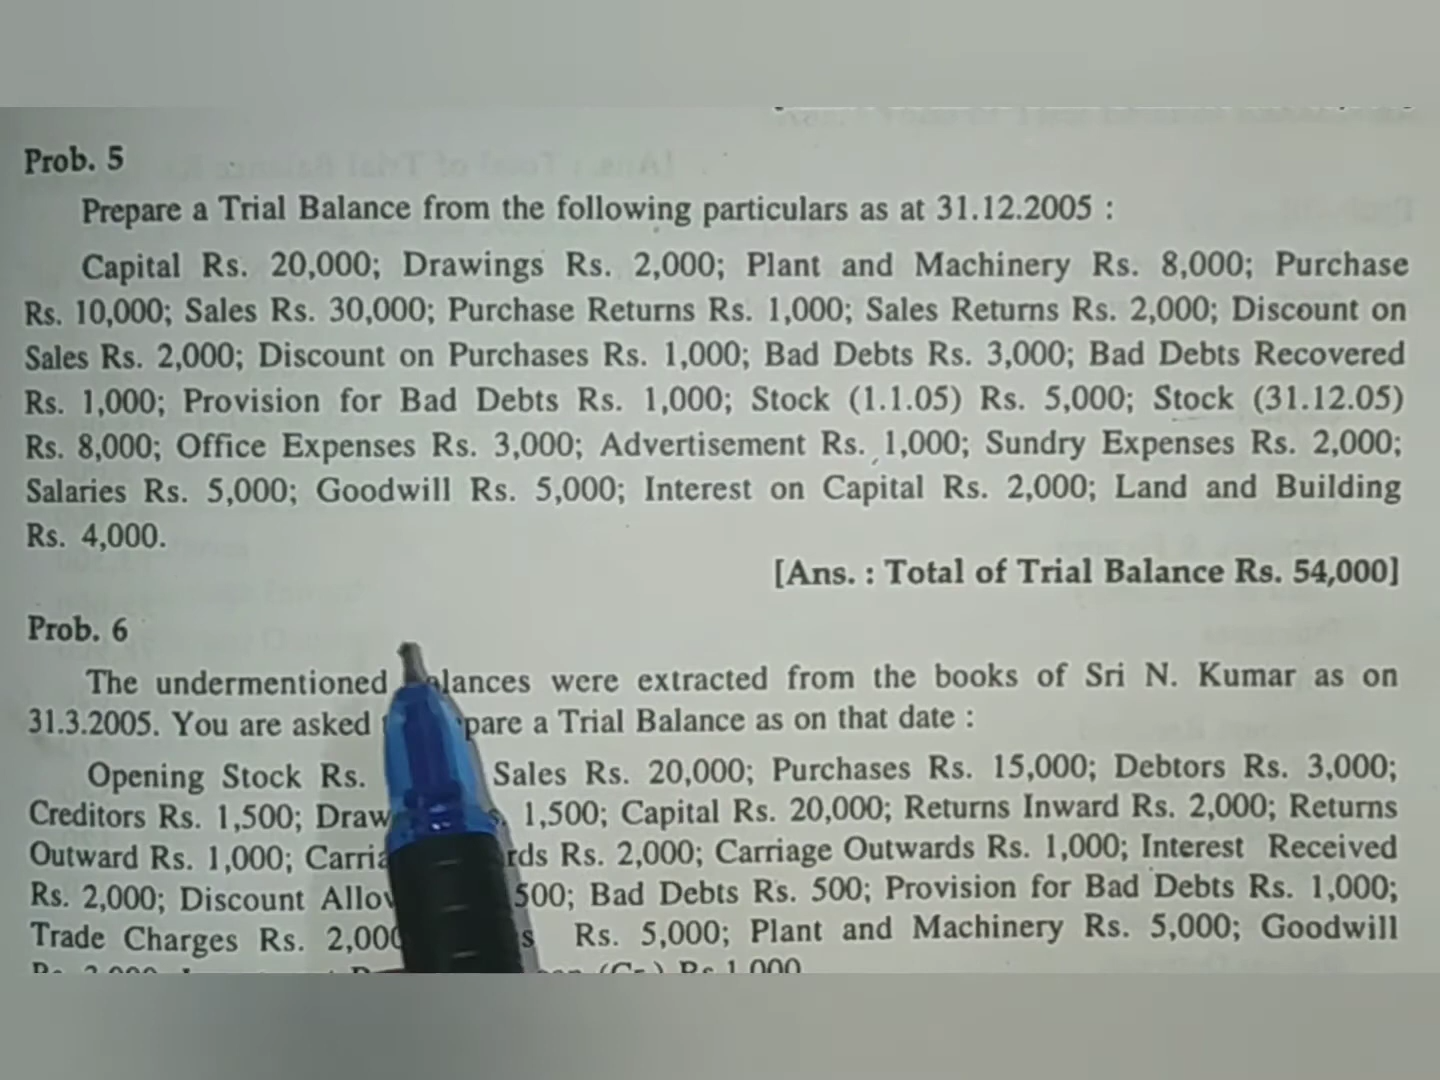 Prob. 5
Prepare a Trial Balance from the following particulars as at 31.12.2005 :
Capital Rs. 20,000; Drawings Rs. 2,000; Plant and Machinery Rs. 8,000; Purchase
Rs. 10,000; Sales Rs. 30,000; Purchase Returns Rs. 1,000; Sales Returns Rs. 2,000; Discount on
Sales Rs. 2,000; Discount on Purchases Rs. 1,000; Bad Debts Rs. 3,000; Bad Debts Recovered
Rs. 1,000; Provision for Bad Debts Rs. 1,000; Stock (1.1.05) Rs. 5,000; Stock (31.12.05)
Rs. 8,000; Office Expenses Rs. 3,000; Advertisement Rs. 1,000; Sundry Expenses Rs. 2,000;
Salaries Rs. 5,000; Goodwill Rs. 5,000; Interest on Capital Rs. 2,000; Land and Building
Rs. 4,000.
[Ans. : Total of Trial Balance Rs. 54,000]
Prob. 6
The undermentioned were extracted from the books of Sri N. Kumar as on
31.3.2005. You are asked a Trial Balance as on that date :
Opening Stock Rs. Sales Rs. 20,000; Purchases Rs. 15,000; Debtors Rs. 3,000;
Creditors Rs. 1,500; 1,500; Capital Rs. 20,000; Returns Inward Rs. 2,000; Returns
Outward Rs. 1,000; Rs. 2,000; Carriage Outwards Rs. 1,000; Interest Received
Rs. 2,000; Discount 500; Bad Debts Rs. 500; Provision for Bad Debts Rs. 1,000;
Trade Charges Rs. Rs. 5,000; Plant and Machinery Rs. 5,000; Goodwill
(Cr.) Rs 1,000